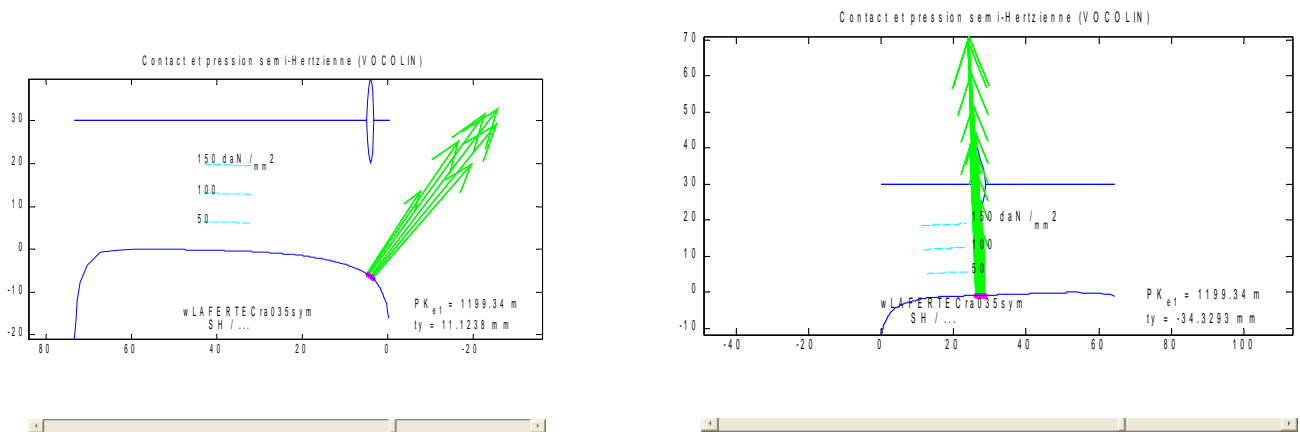 Contact et pression semi-Hertzienne (VOCOLIN)
30
20
10
0
-10
-20
150 daN /mm2
100
50
wLAFERTECra035sym
SH / ...
PKe1 = 1199.34 m
ty = 11.1238 mm
80 60 40 20 0 -20
Contact et pression semi-Hertzienne (VOCOLIN)
70
60
50
40
30
20
10
0
-10
150 daN /mm2
100
50
wLAFERTECra035sym
SH / ...
PKe1 = 1199.34 m
ty = -34.3293 mm
-40 -20 0 20 40 60 80 100